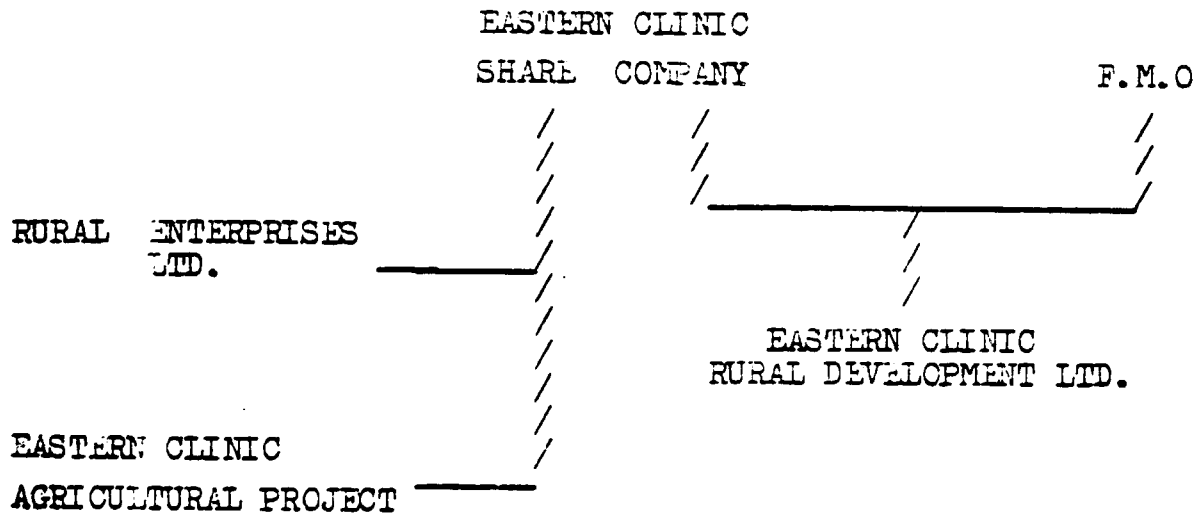 EASTERN CLINIC
SHARE COMPANY
F.M.O
RURAL ENTERPRISES
LTD.
EASTERN CLINIC
RURAL DEVELOPMENT LTD.
EASTERN CLINIC
AGRICULTURAL PROJECT